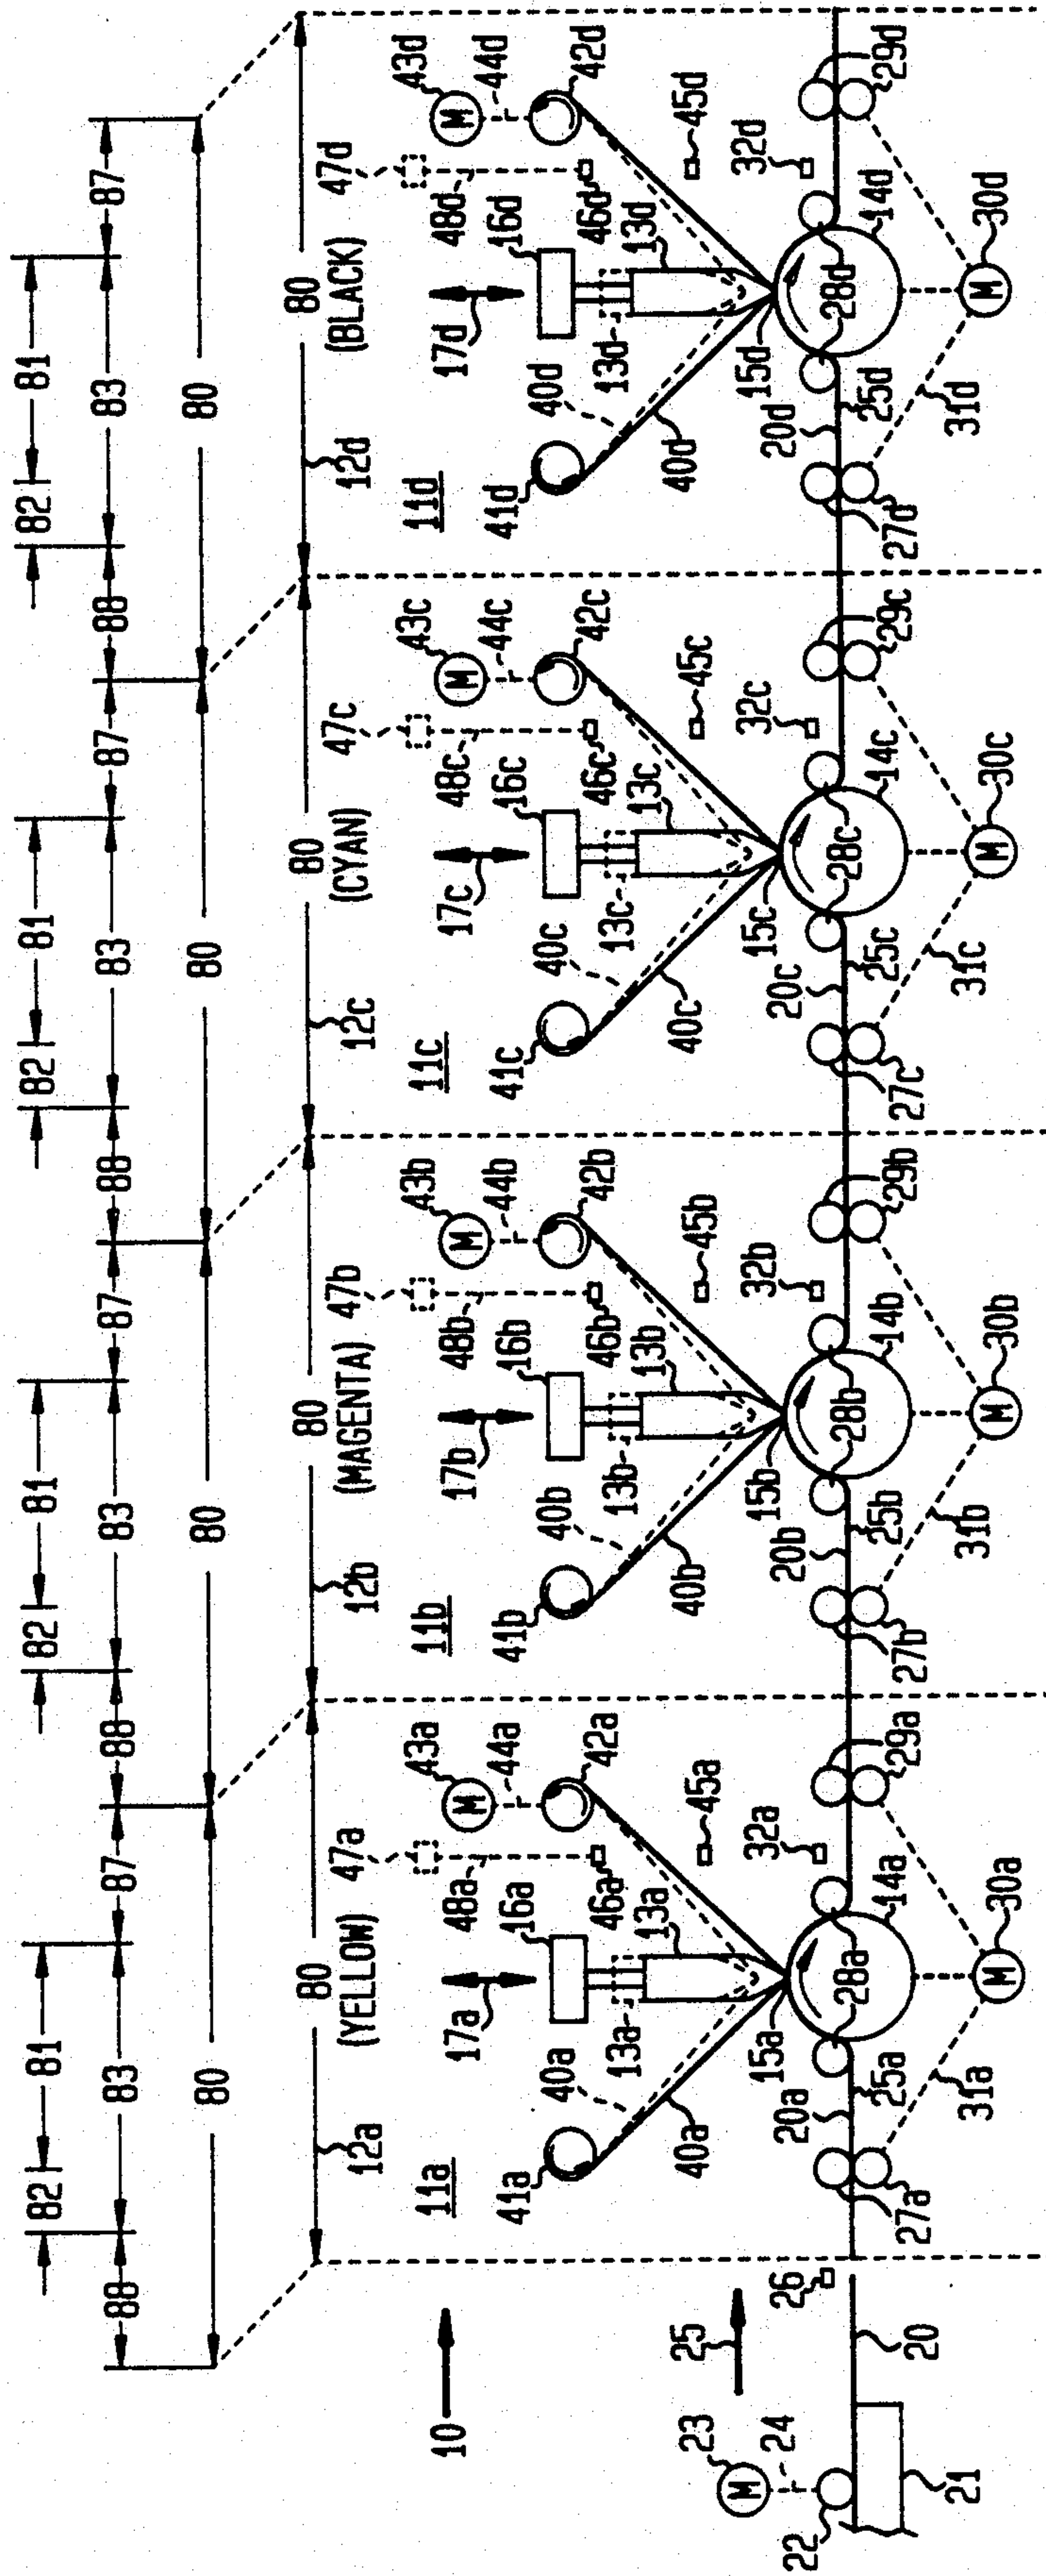 82 81 82 81 82 81 82 81
88 83 87 88 83 87 88 83 87 88 83 87
80 80 80 80
80 80 80 80
(YELLOW) (MAGENTA) (CYAN) (BLACK)
12a 47a 12b 47b 12c 47c 12d 47d
10
11a 17a 48a 43a
M
11b 17b 48b 43b
M
11c 17c 48c 43c
M
11d 17d 48d 43d
M
41a 16a 44a
41b 16b 44b
41c 16c 44c
41d 16d 44d
40a 13a 46a 42a
40b 13b 46b 42b
40c 13c 46c 42c
40d 13d 46d 42d
40a 13a 45a
40b 13b 45b
40c 13c 45c
40d 13d 45d
23 25
M
24 26
20a 15a 32a
20b 15b 32b
20c 15c 32c
20d 15d 32d
22 21 20
27a 25a 28a 14a 29a
27b 25b 28b 14b 29b
27c 25c 28c 14c 29c
27d 25d 28d 14d 29d
31a M 30a
31b M 30b
31c M 30c
31d M 30d